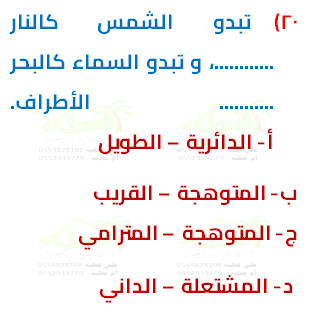 ٢٠) تبدو الشمس كالنار
............، و تبدو السماء كالبحر
........... الأطراف.
أ- الدائرية – الطويل
ب- المتوهجة – القريب
ج- المتوهجة – المترامي
د- المشتعلة – الداني